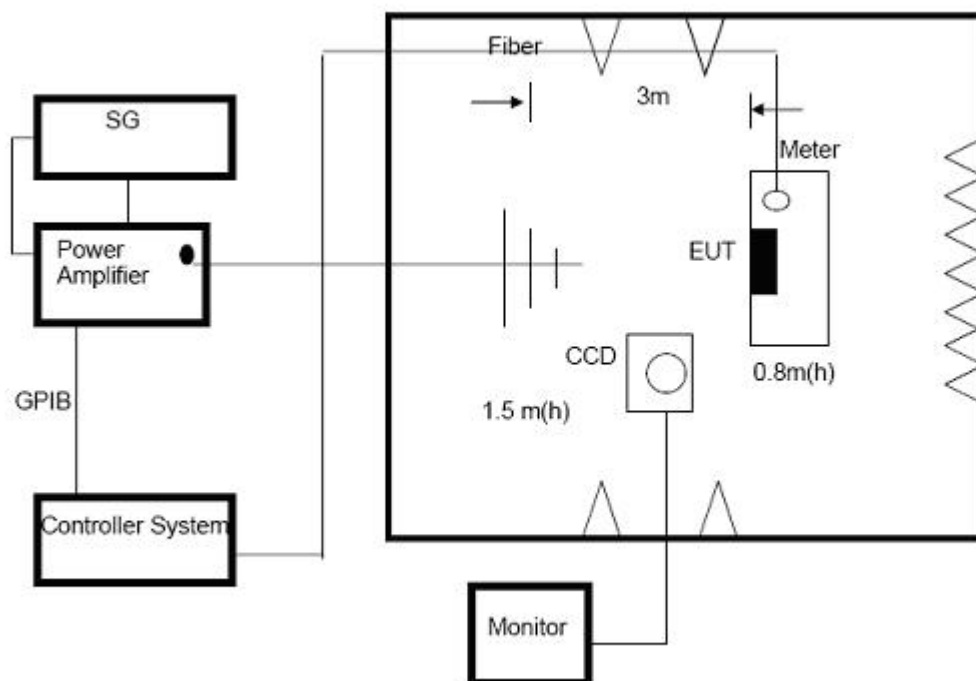 Fiber
3m
SG
Meter
Power
Amplifier
EUT
CCD
0.8m(h)
GPIB
1.5 m(h)
Controller System
Monitor